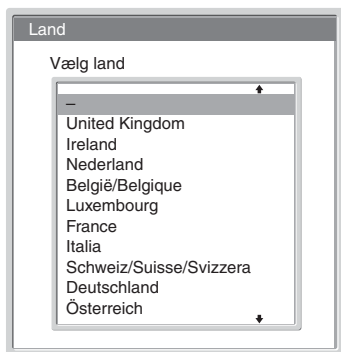 Land
Vælg land
–
United Kingdom
Ireland
Nederland
België/Belgique
Luxembourg
France
Italia
Schweiz/Suisse/Svizzera
Deutschland
Österreich